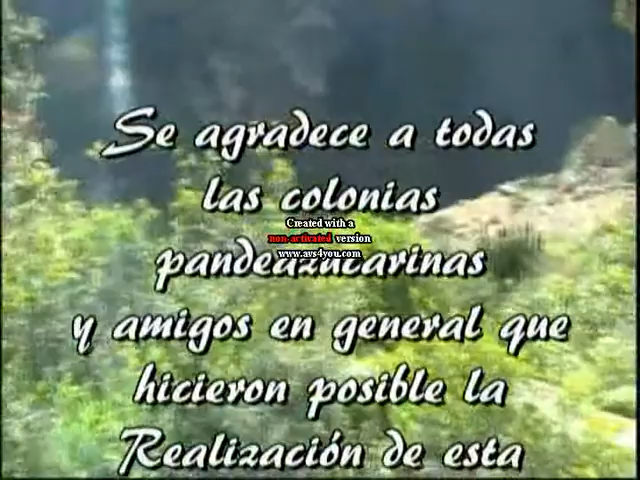 Se agradece a todas
las colonias
Created with a
non-activated version
www.avs4you.com
pandeazucarinas
y amigos en general que
hicieron posible la
Realización de esta